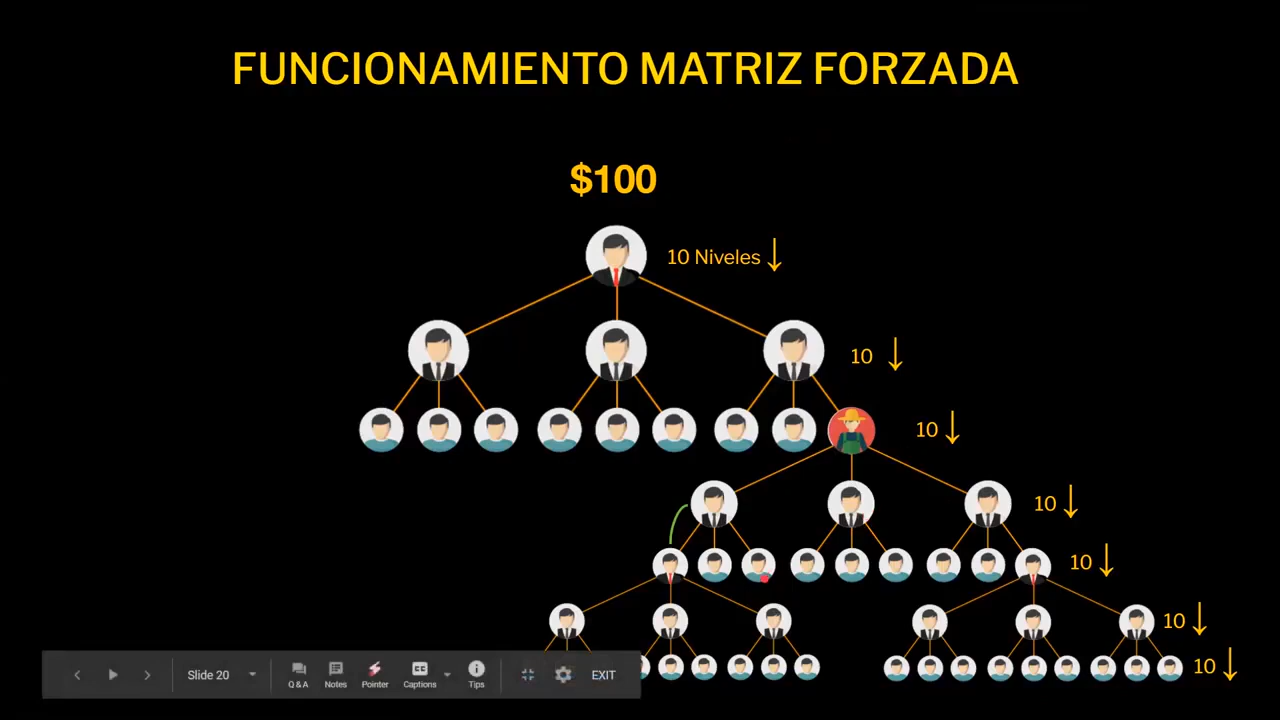 FUNCIONAMIENTO MATRIZ FORZADA
$100
10 Niveles
10
10
10
10
10
10
Slide 20
Q & A
Notes
Pointer
CC
Captions
Tips
EXIT